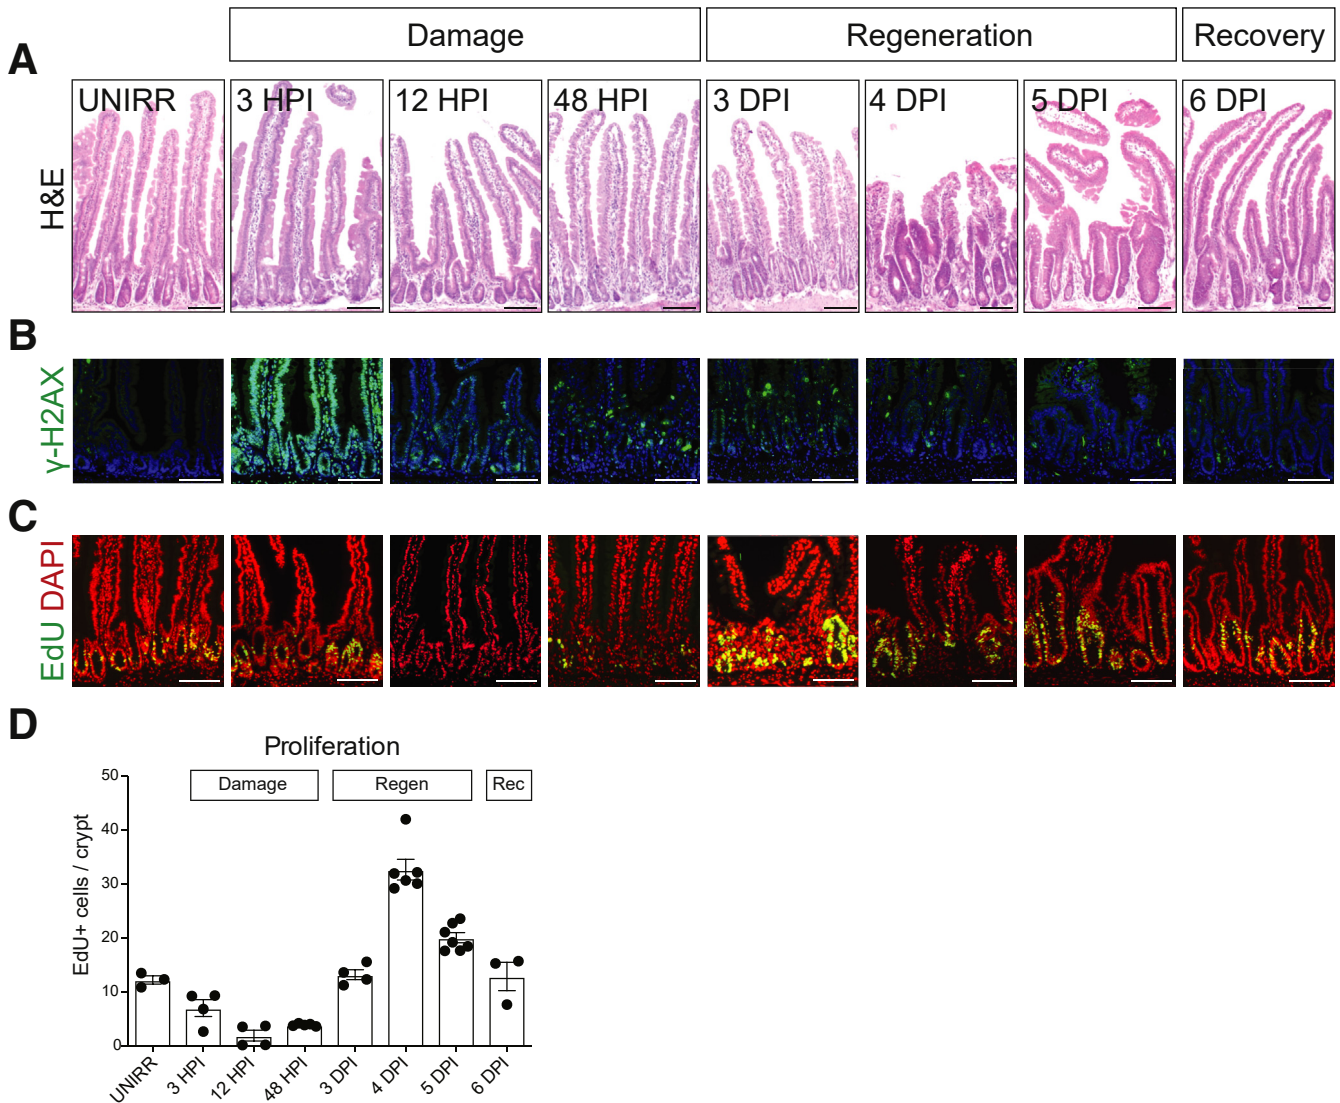 Damage Regeneration Recovery
A
UNIRR 3 HPI 12 HPI 48 HPI 3 DPI 4 DPI 5 DPI 6 DPI
H&E
B
γ-H2AX
C
EdU DAPI
D
Proliferation
Damage Regen Rec
EdU+ cells / crypt
50
40
30
20
10
0
UNIRR 3 HPI 12 HPI 48 HPI 3 DPI 4 DPI 5 DPI 6 DPI